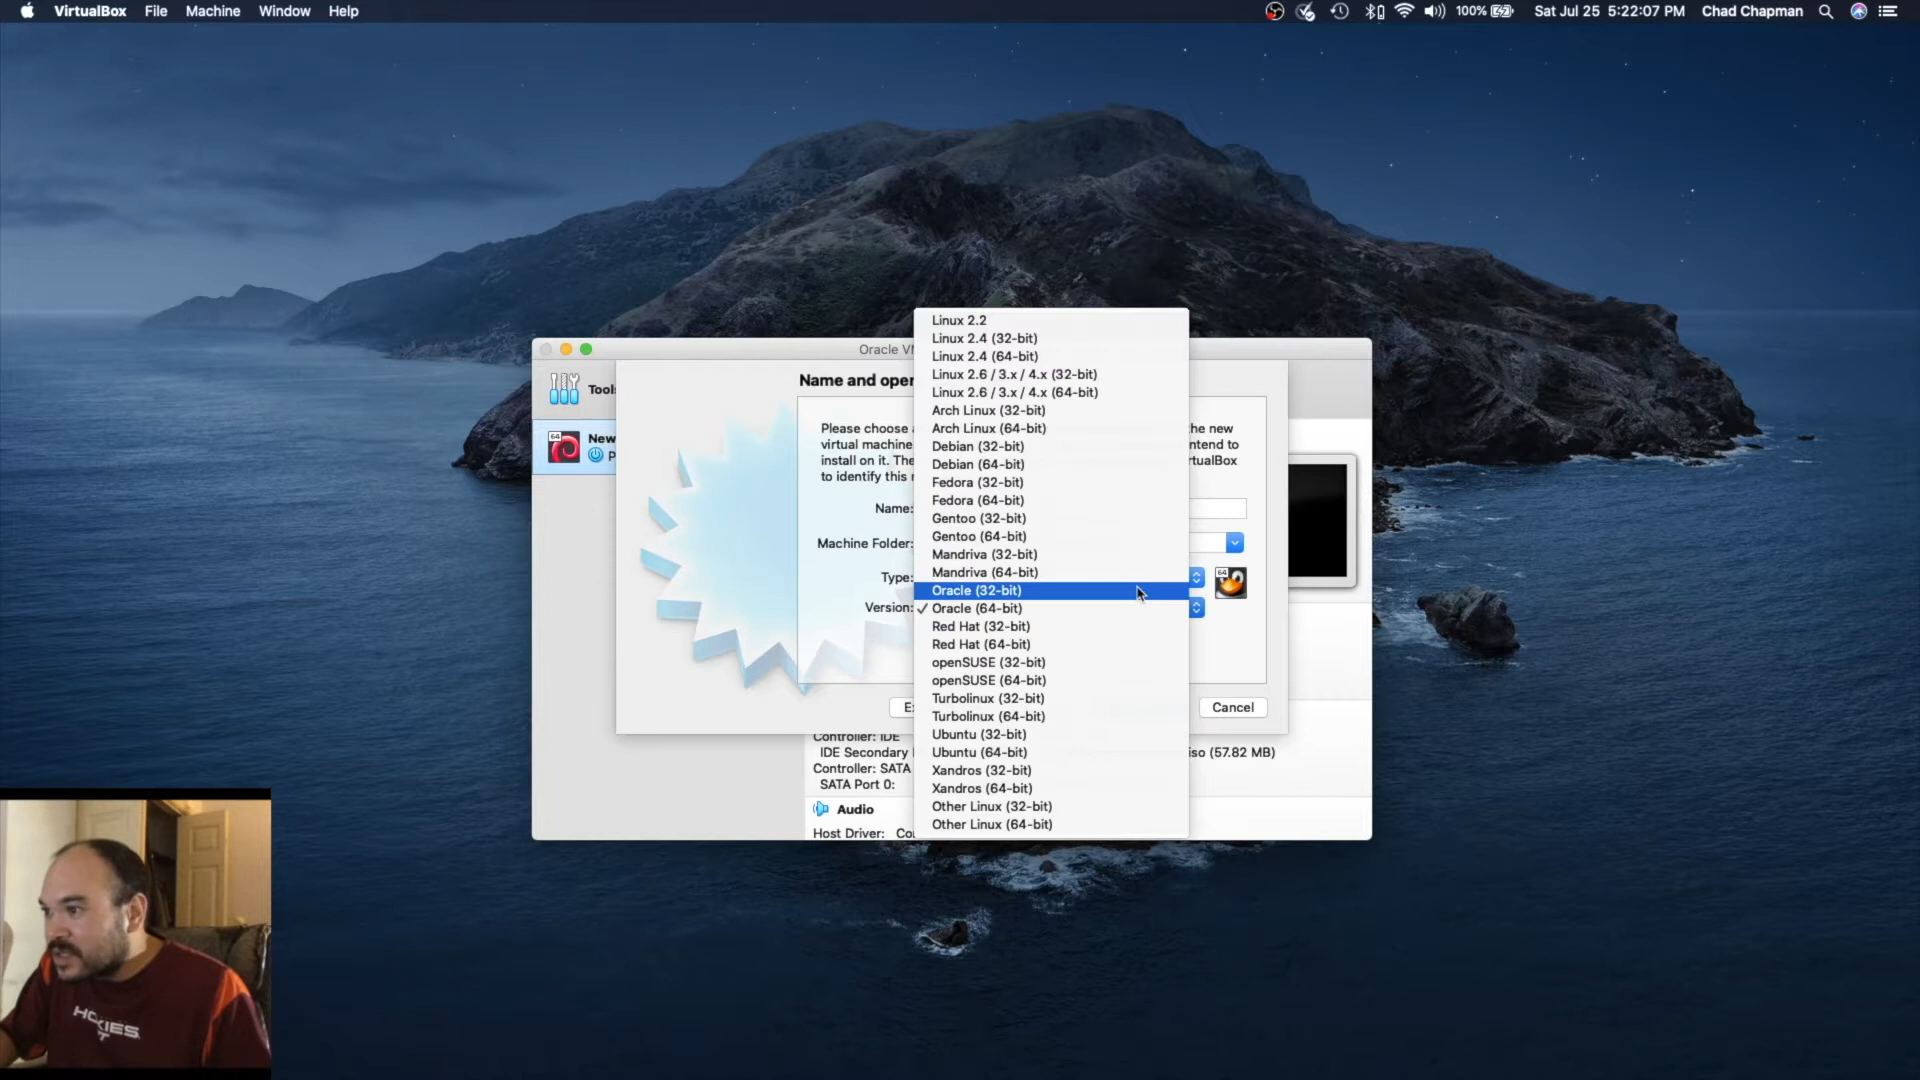 VirtualBox File Machine Window Help
100% Sat Jul 25 5:22:07 PM Chad Chapman
Oracle VM
Tools
Name and oper
64
New
P
Please choose a
virtual machine
install on it. The
to identify this
the new
ntend to
rtualBox
Name:
Machine Folder:
Type:
64
Version:
Linux 2.2
Linux 2.4 (32-bit)
Linux 2.4 (64-bit)
Linux 2.6 / 3.x / 4.x (32-bit)
Linux 2.6 / 3.x / 4.x (64-bit)
Arch Linux (32-bit)
Arch Linux (64-bit)
Debian (32-bit)
Debian (64-bit)
Fedora (32-bit)
Fedora (64-bit)
Gentoo (32-bit)
Gentoo (64-bit)
Mandriva (32-bit)
Mandriva (64-bit)
Oracle (32-bit)
✓ Oracle (64-bit)
Red Hat (32-bit)
Red Hat (64-bit)
openSUSE (32-bit)
openSUSE (64-bit)
Turbolinux (32-bit)
Turbolinux (64-bit)
Ubuntu (32-bit)
Ubuntu (64-bit)
Xandros (32-bit)
Xandros (64-bit)
Other Linux (32-bit)
Other Linux (64-bit)
E
Cancel
Controller: IDE
IDE Secondary
iso (57.82 MB)
Controller: SATA
SATA Port 0:
Audio
Host Driver: Co
HOKIES